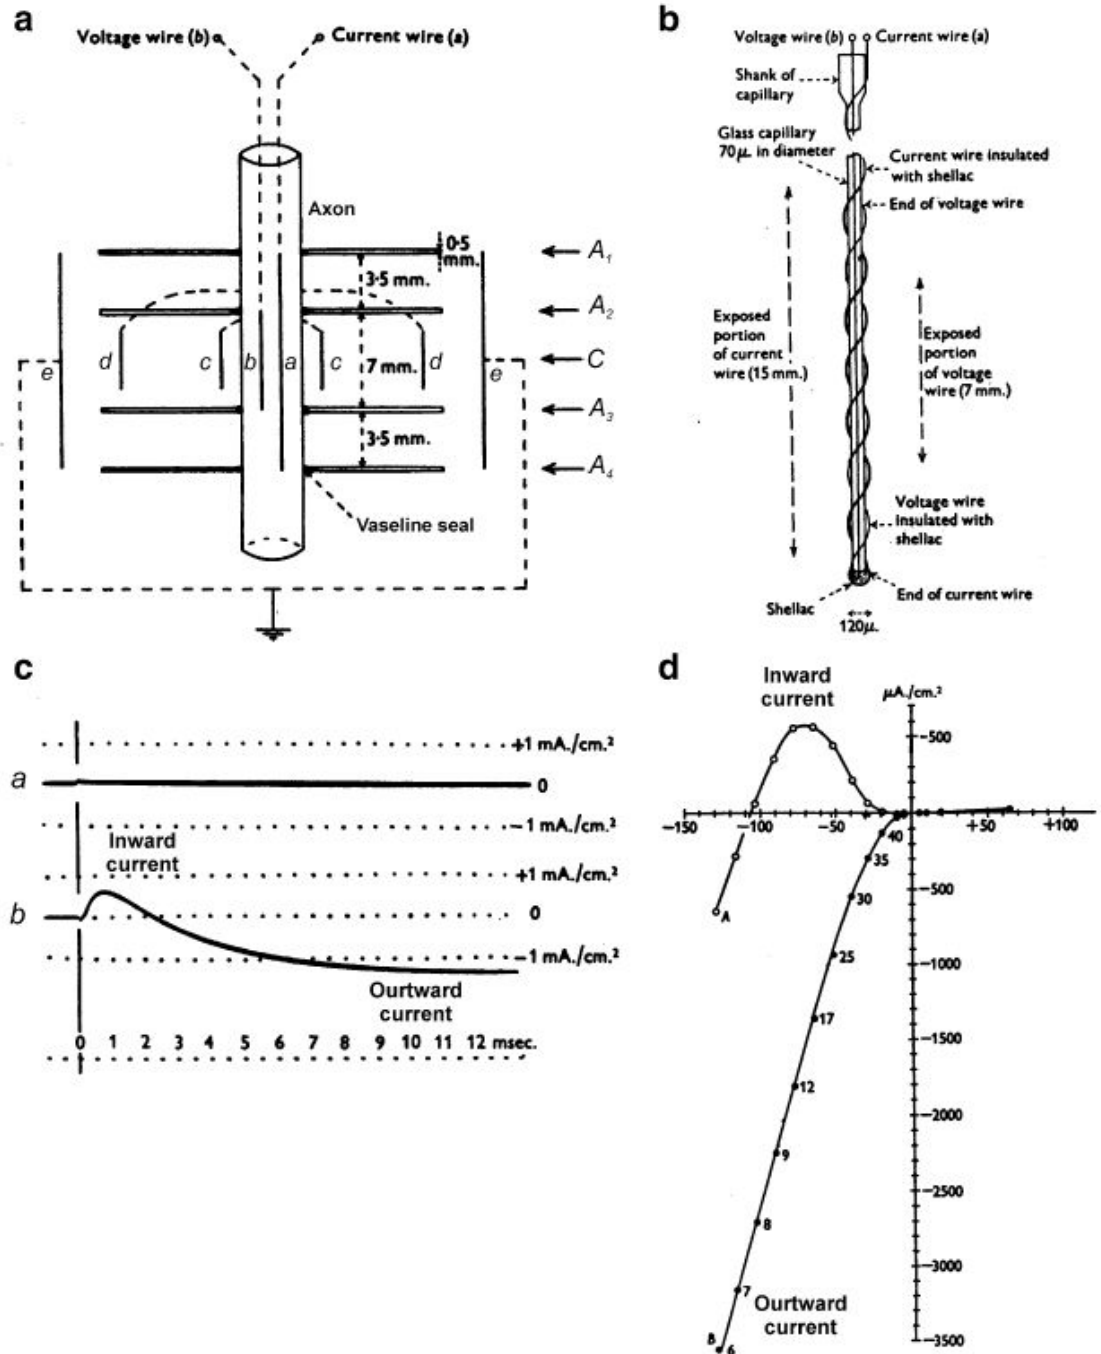 a
Voltage wire (b)
Current wire (a)
Axon
0·5
mm.
A1
3·5 mm.
A2
d
c
b
a
c
d
C
e
7 mm.
e
A3
3·5 mm.
A4
Vaseline seal
b
Voltage wire (b)
Current wire (a)
Shank of
capillary
Glass capillary
70μ. in diameter
Current wire insulated
with shellac
End of voltage wire
Exposed
portion
of current
wire (15 mm.)
Exposed
portion
of voltage
wire (7 mm.)
Voltage wire
insulated with
shellac
End of current wire
Shellac
120μ.
c
+1 mA./cm.²
a
0
−1 mA./cm.²
Inward
current
+1 mA./cm.²
b
0
−1 mA./cm.²
Ourtward
current
0 1 2 3 4 5 6 7 8 9 10 11 12 msec.
d
Inward
current
μA./cm.²
−500
−150 −100 −50 +50 +100
40
35
−500
30
A
25
−1000
17
−1500
12
−2000
9
−2500
8
−3000
7
Ourtward
current
B
6
−3500